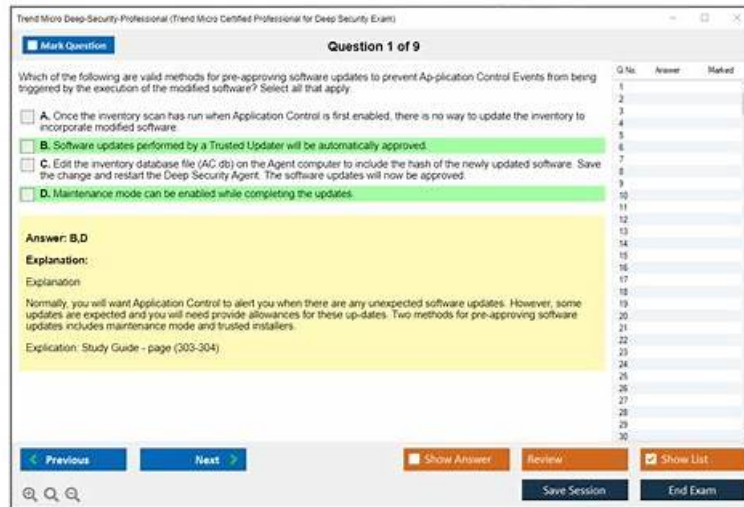 Trend Micro Deep-Security-Professional (Trend Micro Certified Professional for Deep Security Exam)
Mark Question
Question 1 of 9
Which of the following are valid methods for pre-approving software updates to prevent Ap-plication Control Events from being
triggered by the execution of the modified software? Select all that apply.
A. Once the inventory scan has run when Application Control is first enabled, there is no way to update the inventory to
incorporate modified software.
B. Software updates performed by a Trusted Updater will be automatically approved.
C. Edit the inventory database file (AC.db) on the Agent computer to include the hash of the newly updated software. Save
the change and restart the Deep Security Agent. The software updates will now be approved.
D. Maintenance mode can be enabled while completing the updates.
Answer: B,D
Explanation:
Explanation
Normally, you will want Application Control to alert you when there are any unexpected software updates. However, some
updates are expected and you will need provide allowances for these up-dates. Two methods for pre-approving software
updates includes maintenance mode and trusted installers.
Explication: Study Guide - page (303-304)
Q No. Answer Marked
1
2
3
4
5
6
7
8
9
10
11
12
13
14
15
16
17
18
19
20
21
22
23
24
25
26
27
28
29
30
Previous
Next
Show Answer
Review
Show List
Save Session
End Exam